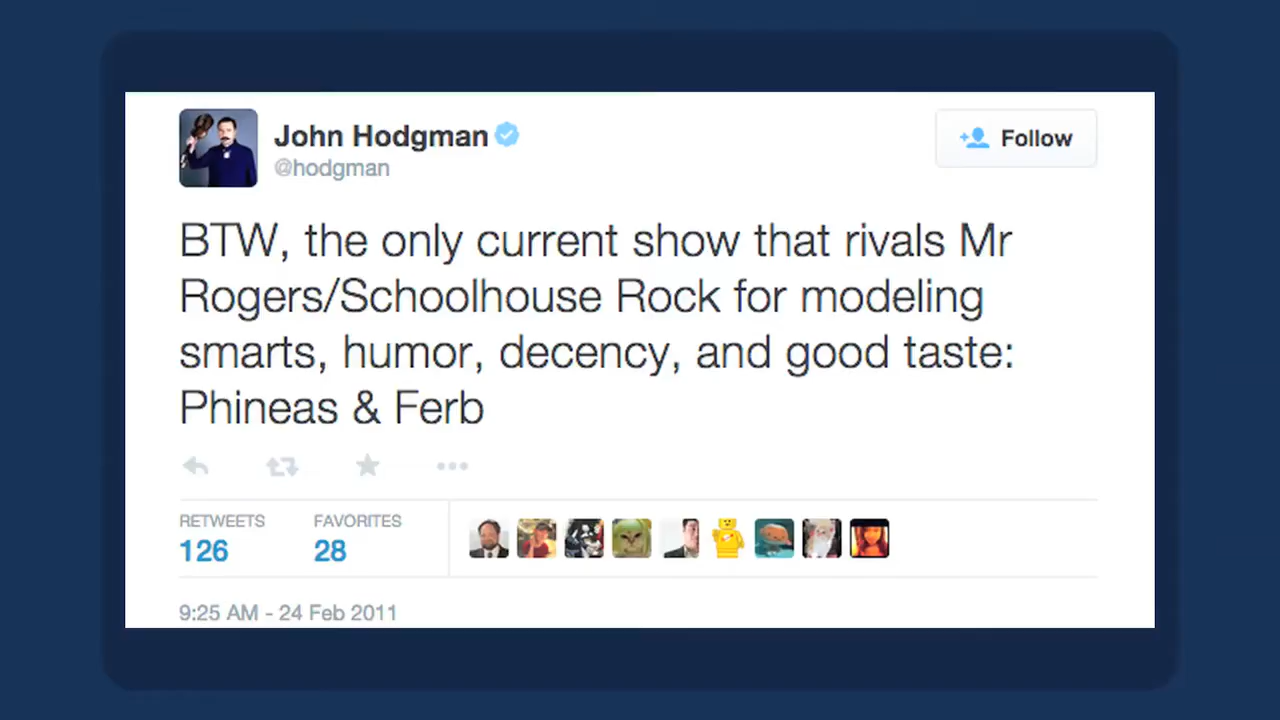 John Hodgman
@hodgman
Follow
BTW, the only current show that rivals Mr
Rogers/Schoolhouse Rock for modeling
smarts, humor, decency, and good taste:
Phineas & Ferb
RETWEETS FAVORITES
126 28
9:25 AM - 24 Feb 2011